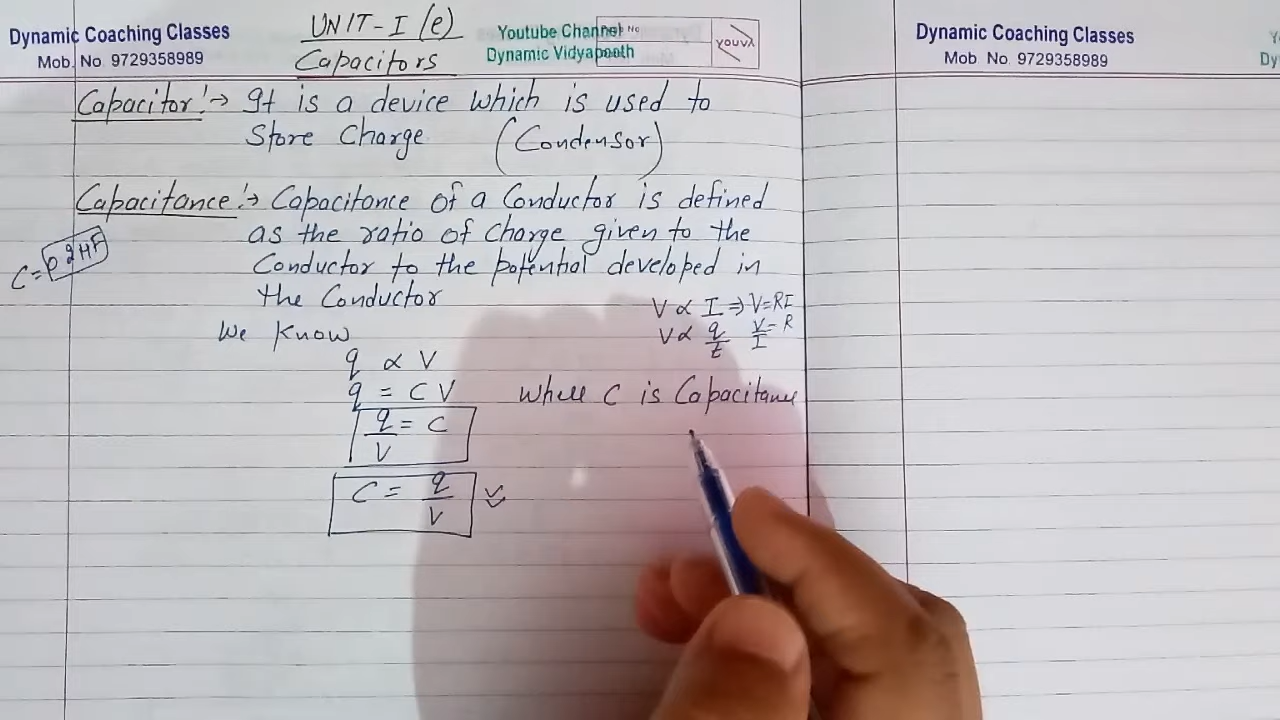 Dynamic Coaching Classes
Mob. No. 9729358989
UNIT-I (e)
Capacitors
Youtube Channel
Dynamic Vidyapeeth
No
YOUVA
Dynamic Coaching Classes
Mob. No. 9729358989
Capacitor:→ It is a device which is used to
Store Charge (Condensor)
Capacitance:→ Capacitance of a Conductor is defined
as the ratio of Charge given to the
Conductor to the potential developed in
the Conductor
We Know
q ∝ V
q = CV where C is Capacitance
q/V = C
C = q/V
V ∝ I ⇒ V=RI
V ∝ q/t V/I = R